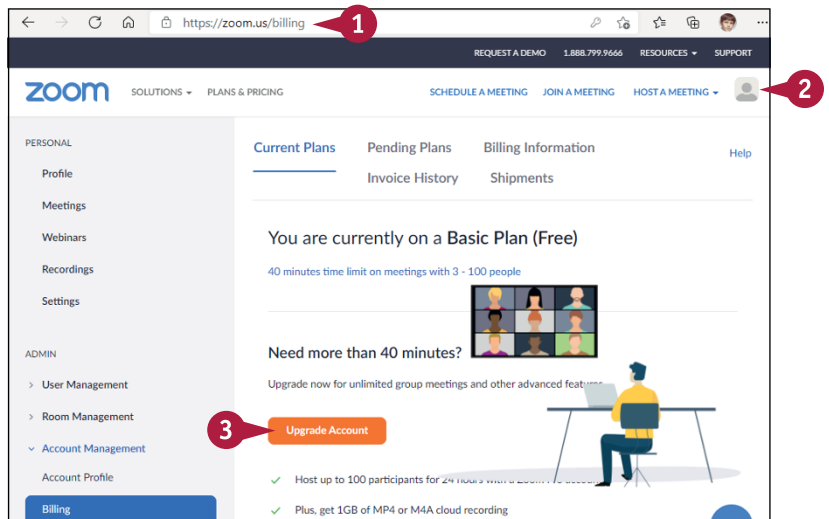 https://zoom.us/billing
1
REQUEST A DEMO 1.888.799.9666 RESOURCES SUPPORT
zoom SOLUTIONS PLANS & PRICING SCHEDULE A MEETING JOIN A MEETING HOST A MEETING
2
PERSONAL
Profile
Meetings
Webinars
Recordings
Settings
ADMIN
User Management
Room Management
Account Management
Account Profile
Billing
Current Plans Pending Plans Billing Information
Help
Invoice History Shipments
You are currently on a Basic Plan (Free)
40 minutes time limit on meetings with 3 - 100 people
Need more than 40 minutes?
Upgrade now for unlimited group meetings and other advanced features
3
Upgrade Account
Host up to 100 participants for 24 hours with a Zoom Pro account
Plus, get 1GB of MP4 or M4A cloud recording